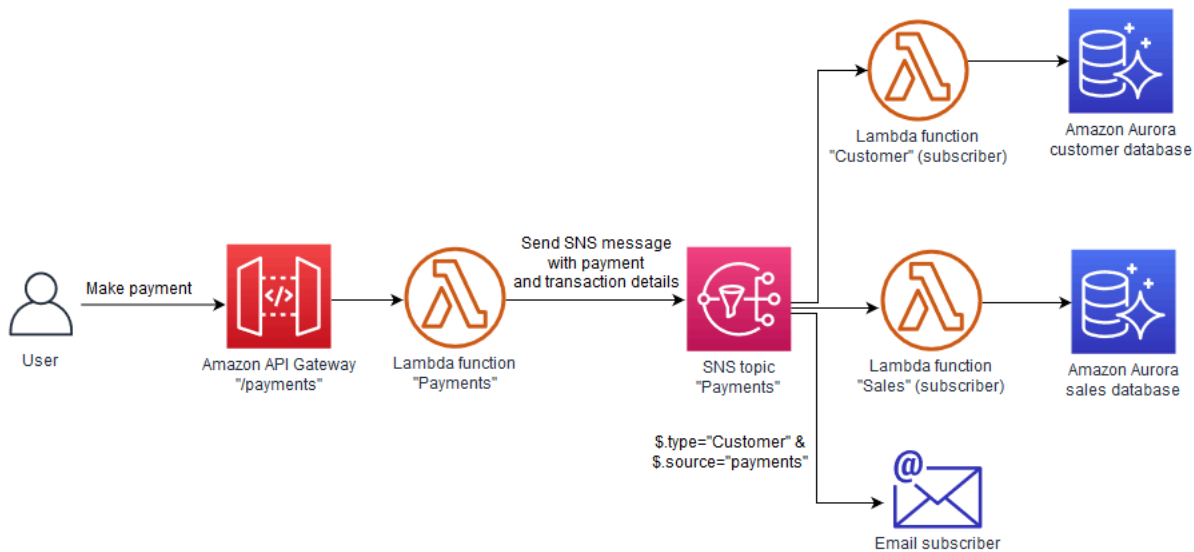 Lambda function
"Customer" (subscriber)
Amazon Aurora
customer database
Make payment
User
Amazon API Gateway
"/payments"
Lambda function
"Payments"
Send SNS message
with payment
and transaction details
SNS topic
"Payments"
Lambda function
"Sales" (subscriber)
Amazon Aurora
sales database
$.type="Customer" &
$.source="payments"
@
Email subscriber